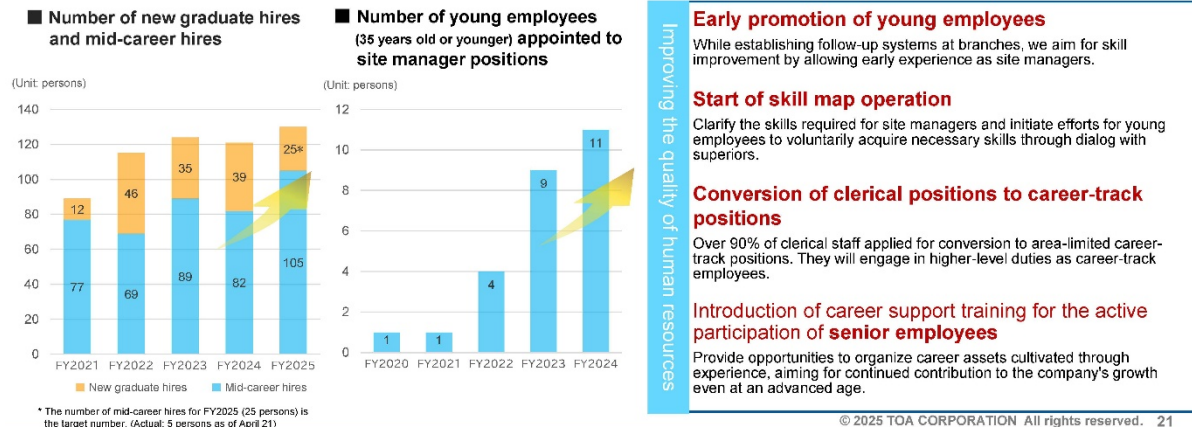 ■ Number of new graduate hires
and mid-career hires
(Unit: persons)
140
120
100
80
60
40
20
0
12
77
46
69
35
89
39
82
25*
105
FY2021 FY2022 FY2023 FY2024 FY2025
New graduate hires Mid-career hires
* The number of mid-career hires for FY2025 (25 persons) is
the target number. (Actual: 5 persons as of April 21)
■ Number of young employees
(35 years old or younger) appointed to
site manager positions
(Unit: persons)
12
10
8
6
4
2
0
1
1
4
9
11
FY2020 FY2021 FY2022 FY2023 FY2024
Improving the quality of human resources
Early promotion of young employees
While establishing follow-up systems at branches, we aim for skill
improvement by allowing early experience as site managers.
Start of skill map operation
Clarify the skills required for site managers and initiate efforts for young
employees to voluntarily acquire necessary skills through dialog with
superiors.
Conversion of clerical positions to career-track
positions
Over 90% of clerical staff applied for conversion to area-limited career-
track positions. They will engage in higher-level duties as career-track
employees.
Introduction of career support training for the active
participation of senior employees
Provide opportunities to organize career assets cultivated through
experience, aiming for continued contribution to the company's growth
even at an advanced age.
© 2025 TOA CORPORATION All rights reserved. 21